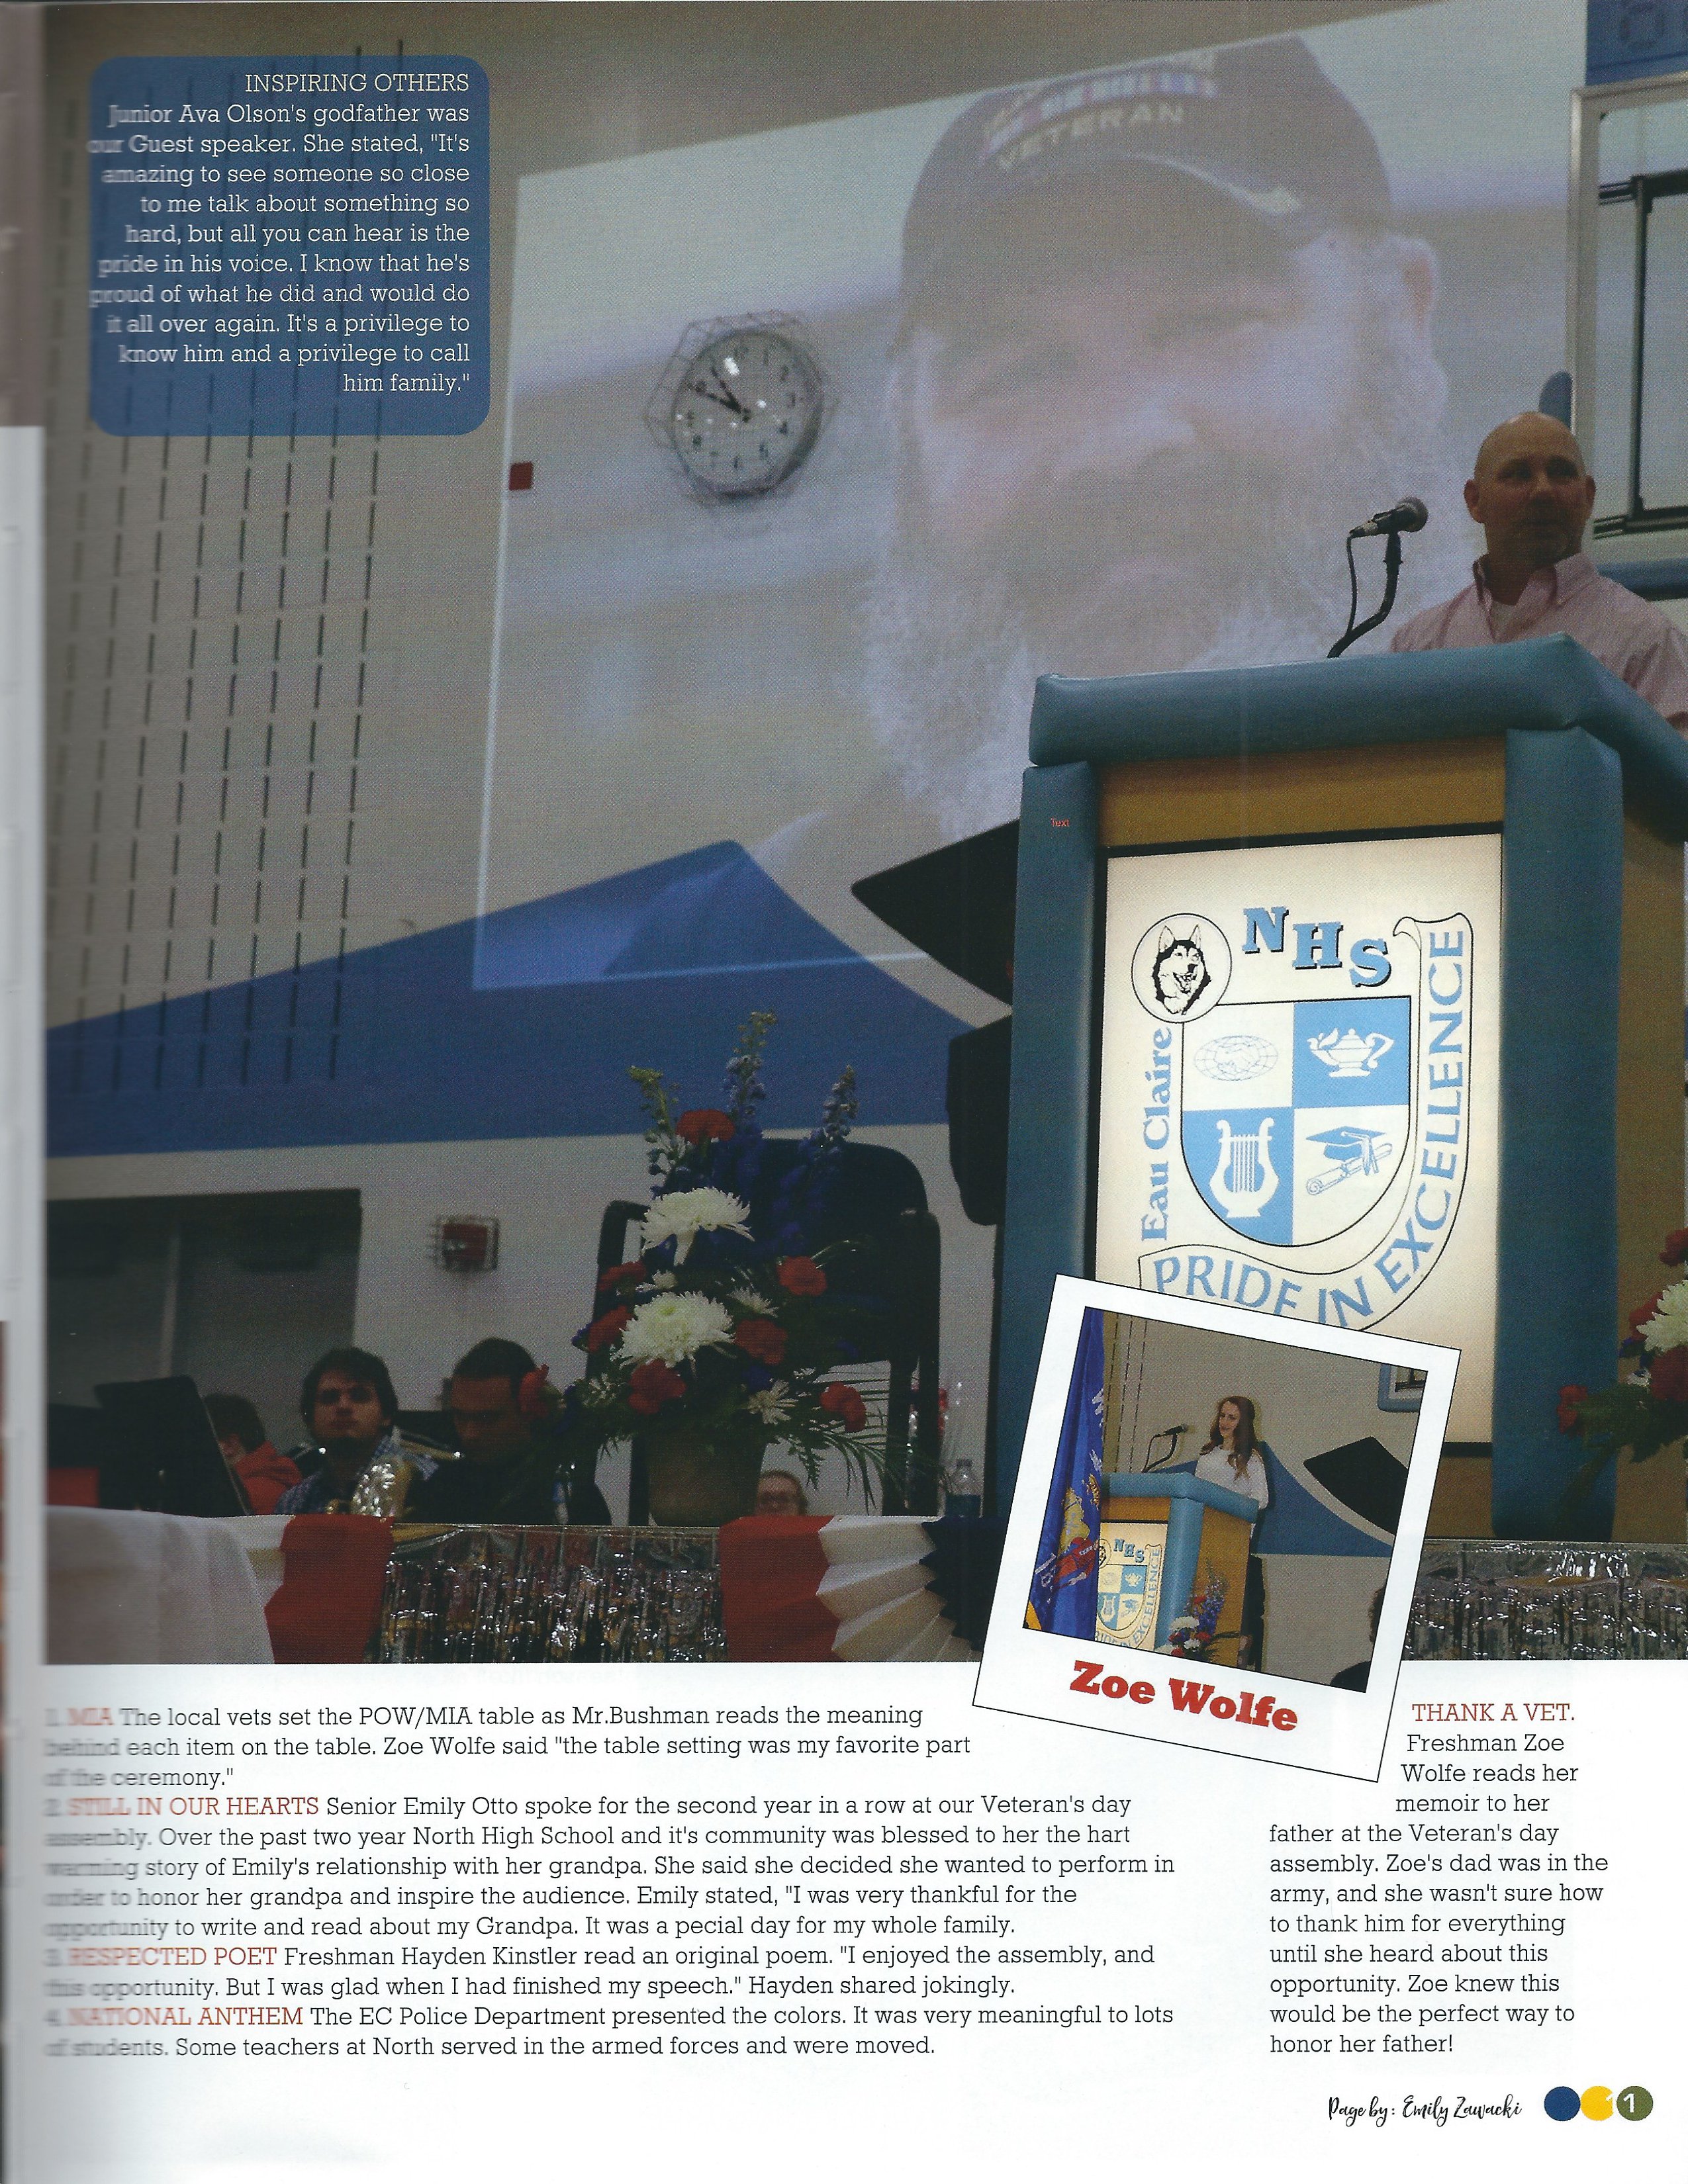 INSPIRING OTHERS
Junior Ava Olson's godfather was
our Guest speaker. She stated, "It's
amazing to see someone so close
to me talk about something so
hard, but all you can hear is the
pride in his voice. I know that he's
proud of what he did and would do
it all over again. It's a privilege to
know him and a privilege to call
him family."
VETERAN
Text
NHS
Eau Claire
PRIDE IN EXCELLENCE
NHS
PRIDE IN EXCELLENCE
Zoe Wolfe
1. MIA The local vets set the POW/MIA table as Mr.Bushman reads the meaning
behind each item on the table. Zoe Wolfe said "the table setting was my favorite part
of the ceremony."
2. STILL IN OUR HEARTS Senior Emily Otto spoke for the second year in a row at our Veteran's day
assembly. Over the past two year North High School and it's community was blessed to her the hart
warming story of Emily's relationship with her grandpa. She said she decided she wanted to perform in
order to honor her grandpa and inspire the audience. Emily stated, "I was very thankful for the
opportunity to write and read about my Grandpa. It was a pecial day for my whole family.
3. RESPECTED POET Freshman Hayden Kinstler read an original poem. "I enjoyed the assembly, and
this opportunity. But I was glad when I had finished my speech." Hayden shared jokingly.
4. NATIONAL ANTHEM The EC Police Department presented the colors. It was very meaningful to lots
of students. Some teachers at North served in the armed forces and were moved.
THANK A VET.
Freshman Zoe
Wolfe reads her
memoir to her
father at the Veteran's day
assembly. Zoe's dad was in the
army, and she wasn't sure how
to thank him for everything
until she heard about this
opportunity. Zoe knew this
would be the perfect way to
honor her father!
Page by: Emily Zawacki
1